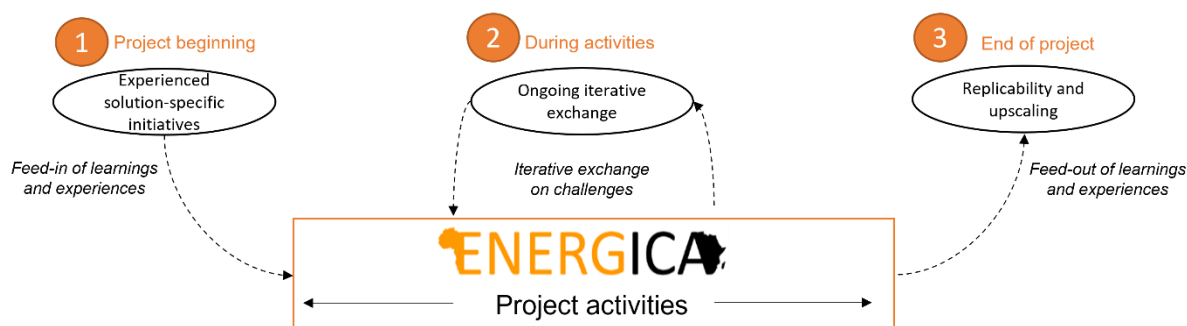 1 Project beginning
Experienced
solution-specific
initiatives
Feed-in of learnings
and experiences
2 During activities
Ongoing iterative
exchange
Iterative exchange
on challenges
3 End of project
Replicability and
upscaling
Feed-out of learnings
and experiences
ENERGICA
Project activities